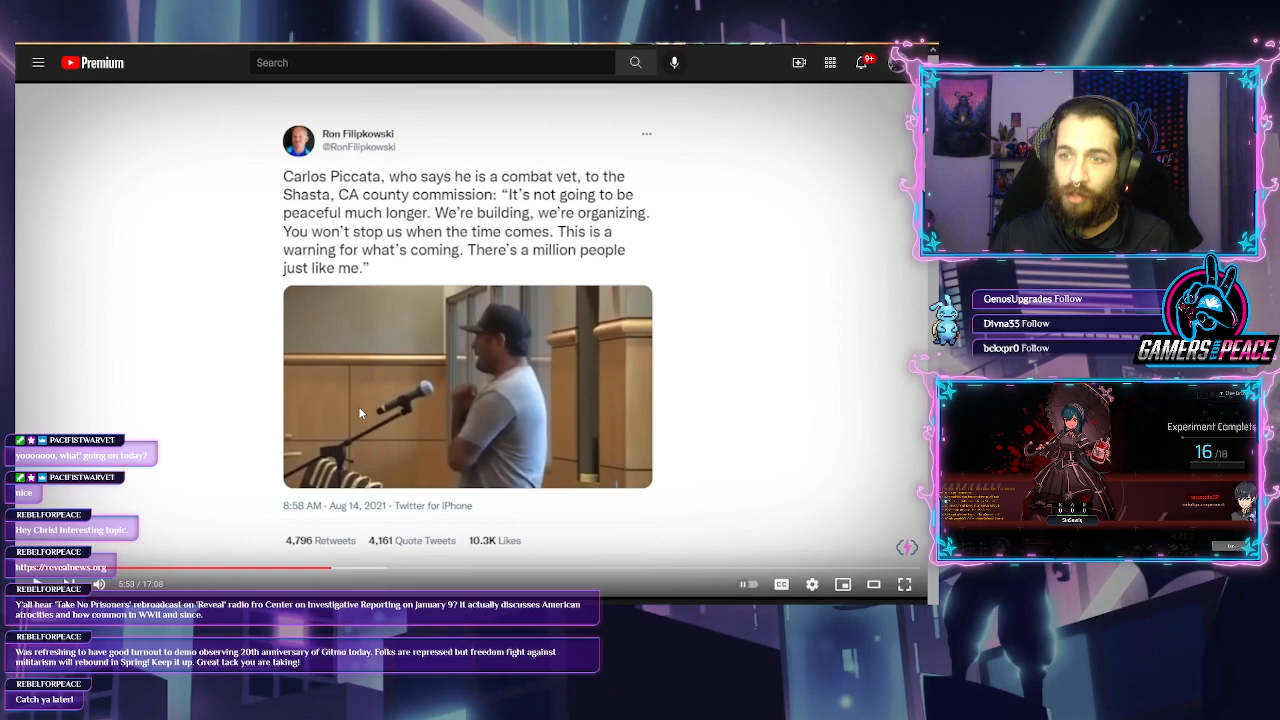 Premium
Search
9+
Ron Filipkowski
@RonFilipkowski
Carlos Piccata, who says he is a combat vet, to the
Shasta, CA county commission: “It’s not going to be
peaceful much longer. We’re building, we’re organizing.
You won’t stop us when the time comes. This is a
warning for what’s coming. There’s a million people
just like me.”
8:58 AM · Aug 14, 2021 · Twitter for iPhone
4,796 Retweets 4,161 Quote Tweets 10.3K Likes
5:53 / 17:08
CC
PACIFISTWARVET
yooooooo, what' going on today?
PACIFISTWARVET
nice
REBELFORPEACE
Hey Chris! Interesting topic.
REBELFORPEACE
https://revealnews.org
REBELFORPEACE
Y'all hear 'Take No Prisoners' rebroadcast on 'Reveal' radio fro Center on Investigative Reporting on January 9? It actually discusses American
atrocities and how common in WWII and since.
REBELFORPEACE
Was refreshing to have good turnout to demo observing 20th anniversary of Gitmo today. Folks are repressed but freedom fight against
militarism will rebound in Spring! Keep it up. Great tack you are taking!
REBELFORPEACE
Catch ya later!
GenosUpgrades Follow
Divna33 Follow
bckxpr0 Follow
GAMERS FOR PEACE
Experiment Complete
16 /18